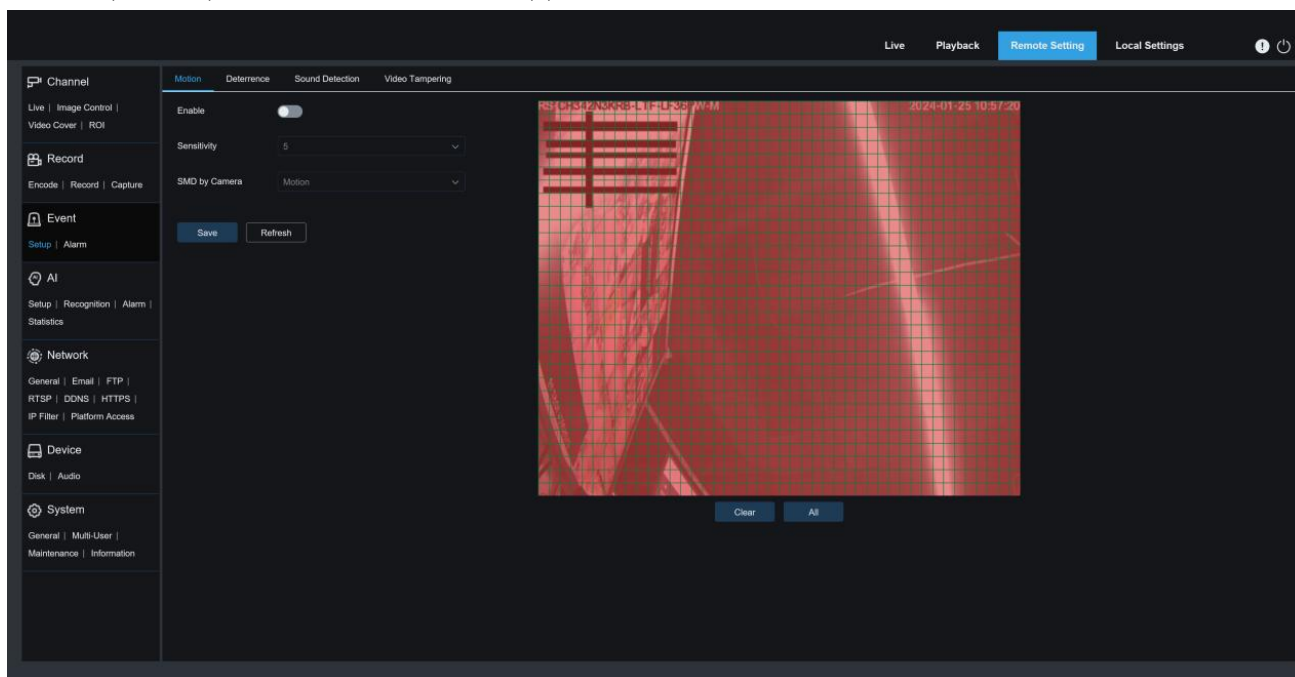 Live Playback Remote Setting Local Settings
Channel
Live | Image Control |
Video Cover | ROI
Record
Encode | Record | Capture
Event
Setup | Alarm
AI
Setup | Recognition | Alarm |
Statistics
Network
General | Email | FTP |
RTSP | DDNS | HTTPS |
IP Filter | Platform Access
Device
Disk | Audio
System
General | Multi-User |
Maintenance | Information
Motion Deterrence Sound Detection Video Tampering
Enable
Sensitivity 5
SMD by Camera Motion
Save Refresh
2024-01-25 10:57:20
Clear All